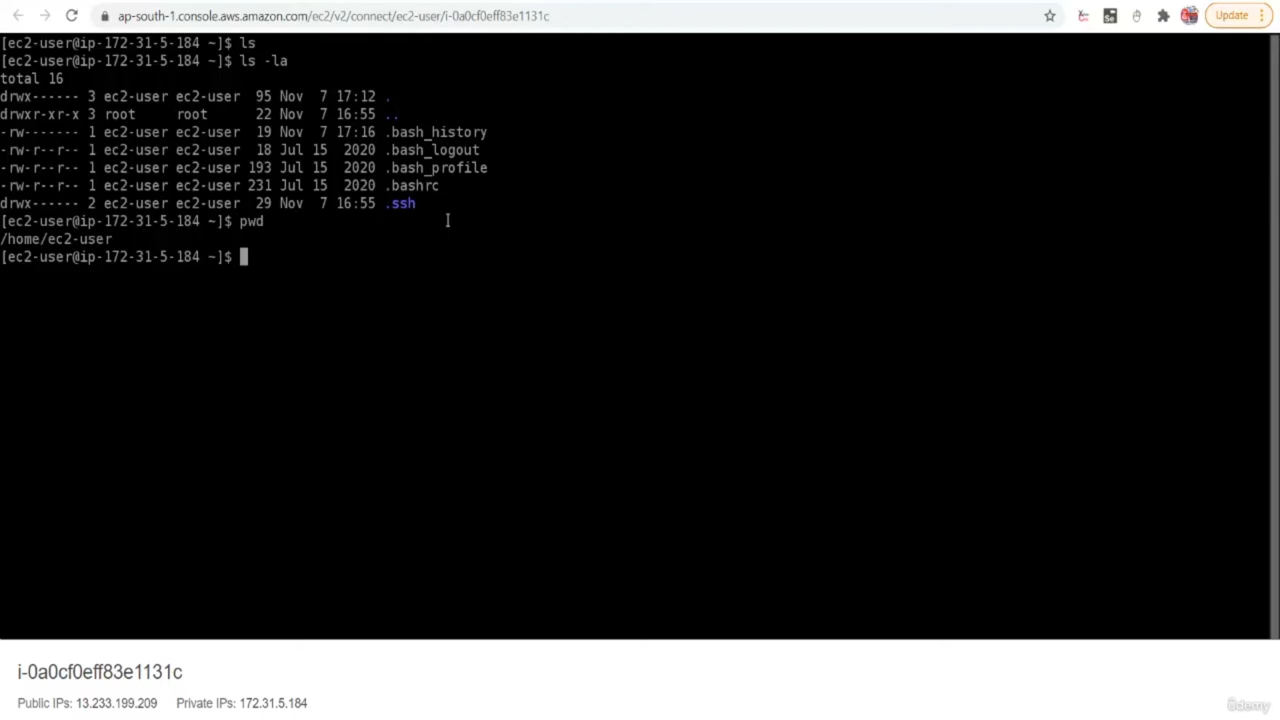 ap-south-1.console.aws.amazon.com/ec2/v2/connect/ec2-user/i-0a0cf0eff83e1131c
Se
Update
[ec2-user@ip-172-31-5-184 ~]$ ls
[ec2-user@ip-172-31-5-184 ~]$ ls -la
total 16
drwx------ 3 ec2-user ec2-user  95 Nov  7 17:12 .
drwxr-xr-x 3 root     root      22 Nov  7 16:55 ..
-rw------- 1 ec2-user ec2-user  19 Nov  7 17:16 .bash_history
-rw-r--r-- 1 ec2-user ec2-user  18 Jul 15  2020 .bash_logout
-rw-r--r-- 1 ec2-user ec2-user 193 Jul 15  2020 .bash_profile
-rw-r--r-- 1 ec2-user ec2-user 231 Jul 15  2020 .bashrc
drwx------ 2 ec2-user ec2-user  29 Nov  7 16:55 .ssh
[ec2-user@ip-172-31-5-184 ~]$ pwd
/home/ec2-user
[ec2-user@ip-172-31-5-184 ~]$
i-0a0cf0eff83e1131c
Public IPs: 13.233.199.209 Private IPs: 172.31.5.184
ûdemy